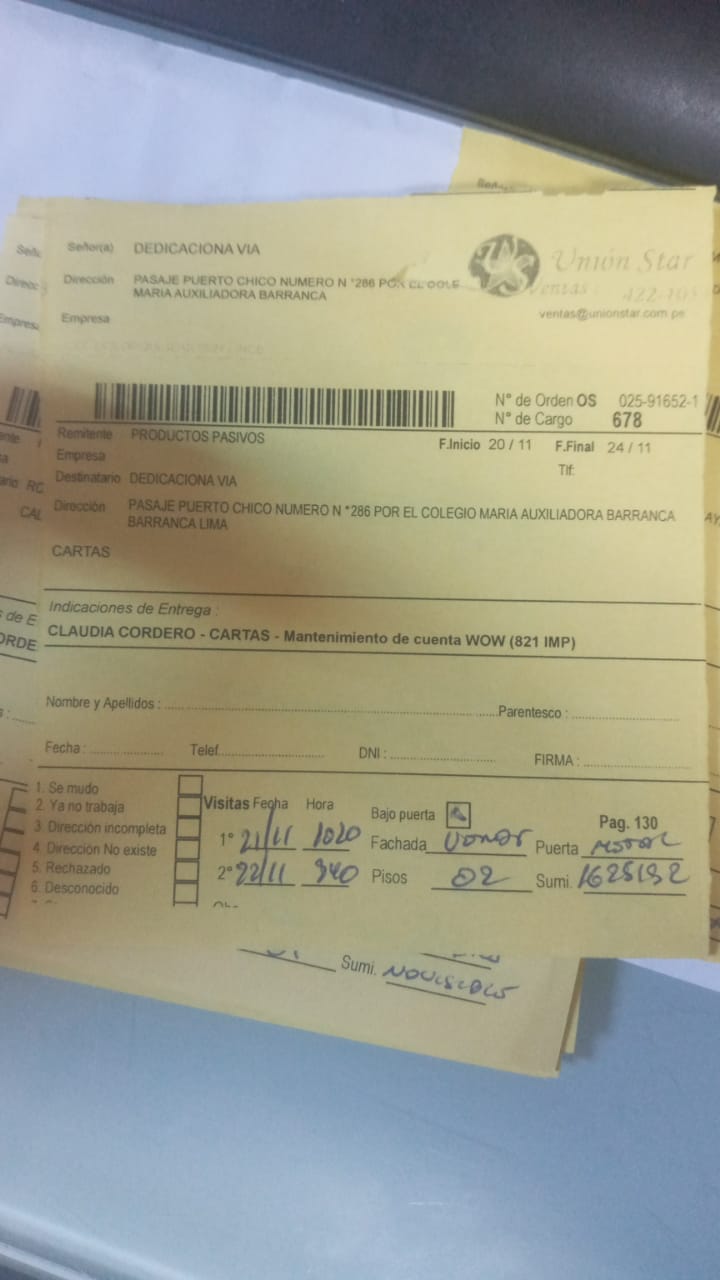 Señor(a) DEDICACIONA VIA
Dirección PASAJE PUERTO CHICO NUMERO N °286 POR EL COLE
MARIA AUXILIADORA BARRANCA
Empresa
Unión Star
Ventas : 422-105
ventas@unionstar.com.pe
N° de Orden OS 025-91652-1
N° de Cargo 678
Remitente PRODUCTOS PASIVOS
F.Inicio 20 / 11 F.Final 24 / 11
Empresa
Tlf:
Destinatario DEDICACIONA VIA
Dirección PASAJE PUERTO CHICO NUMERO N °286 POR EL COLEGIO MARIA AUXILIADORA BARRANCA
BARRANCA LIMA
CARTAS
Indicaciones de Entrega :
CLAUDIA CORDERO - CARTAS - Mantenimiento de cuenta WOW (821 IMP)
Nombre y Apellidos : Parentesco :
Fecha : Telef. DNI : FIRMA :
1. Se mudo
2. Ya no trabaja
3. Dirección incompleta
4. Dirección No existe
5. Rechazado
6. Desconocido
Visitas Fecha Hora
1° 21/11 1020
2° 22/11 940
Bajo puerta
Pag. 130
Fachada Puerta
Pisos 02 Sumi. 1625192
Sumi.